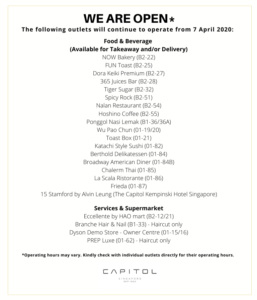 WE ARE OPEN*
The following outlets will continue to operate from 7 April 2020:
Food & Beverage
(Available for Takeaway and/or Delivery)
NOW Bakery (B2-22)
FUN Toast (B2-25)
Dora Keiki Premium (B2-27)
365 Juices Bar (B2-28)
Tiger Sugar (B2-32)
Spicy Rock (B2-51)
Nalan Restaurant (B2-54)
Hoshino Coffee (B2-55)
Ponggol Nasi Lemak (B1-36/36A)
Wu Pao Chun (01-19/20)
Toast Box (01-21)
Katachi Style Sushi (01-82)
Berthold Delikatessen (01-84)
Broadway American Diner (01-84B)
Chaterm Thai (01-85)
La Scala Ristorante (01-86)
Frieda (01-87)
15 Stamford by Alvin Leung (The Capitol Kempinski Hotel Singapore)
Services & Supermarket
Eccellente by HAO mart (B2-12/21)
Branche Hair & Nail (B1-33) - Haircut only
Dyson Demo Store - Owner Centre (01-15/16)
PREP Luxe (01-62) - Haircut only
*Operating hours may vary. Kindly check with individual outlets directly for their operating hours.
CAPITOL